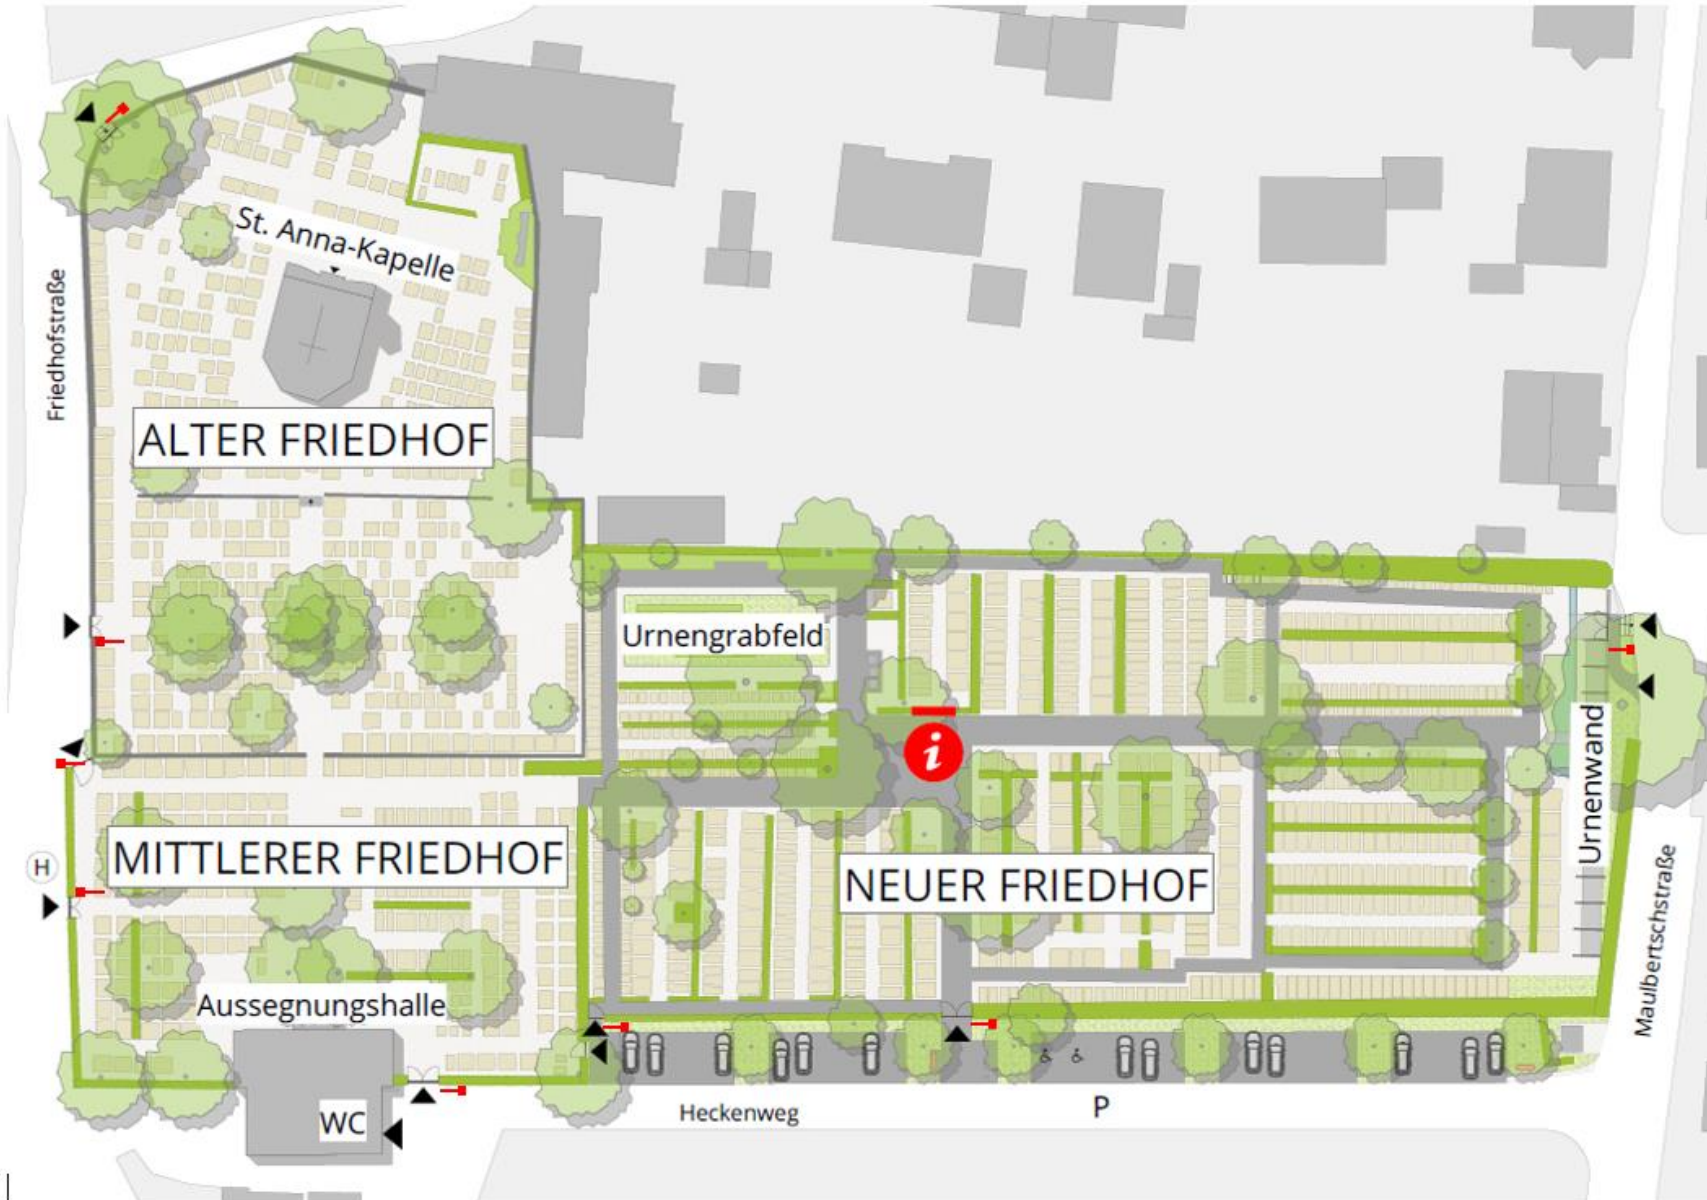 St. Anna-Kapelle
Friedhofstraße
ALTER FRIEDHOF
Urnengrabfeld
i
Urnenwand
MITTLERER FRIEDHOF
H
NEUER FRIEDHOF
Maulbertschstraße
Aussegnungshalle
WC
Heckenweg
P